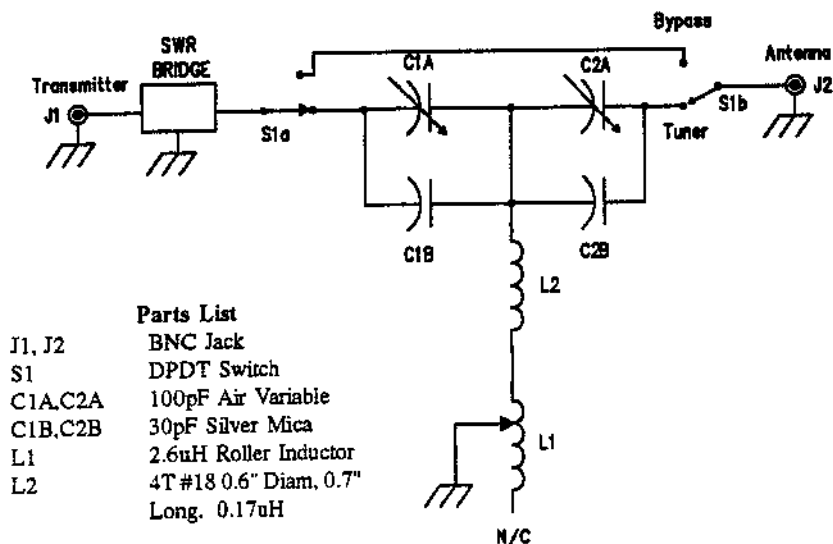 Bypass
SWR
BRIDGE
C1A
C2A
Antenna
Transmitter
J1
J2
S1a
S1b
Tuner
C1B
C2B
L2
Parts List
J1, J2 BNC Jack
S1 DPDT Switch
C1A,C2A 100pF Air Variable
C1B,C2B 30pF Silver Mica
L1 2.6uH Roller Inductor
L2 4T #18 0.6" Diam, 0.7"
Long. 0.17uH
L1
N/C